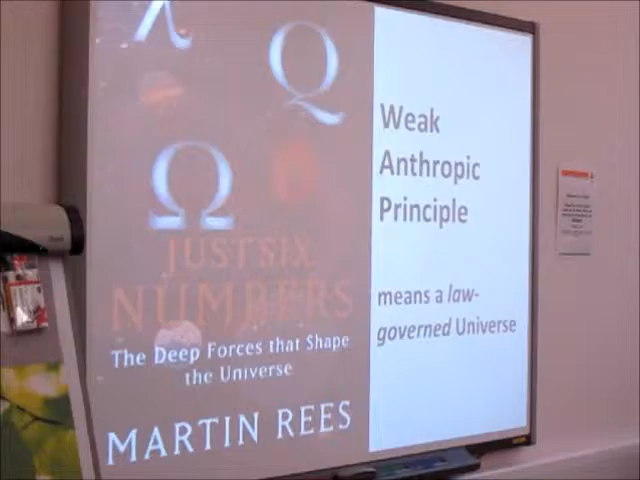 λ
Q
Ω
JUST SIX
NUMBERS
The Deep Forces that Shape
the Universe
MARTIN REES
Weak
Anthropic
Principle
means a law-
governed Universe